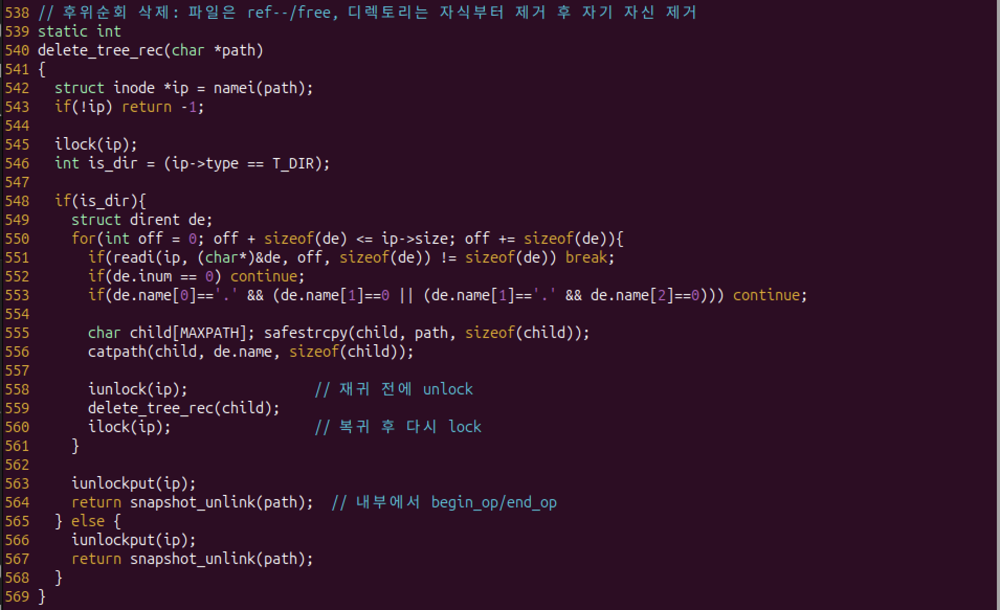 538 // 후위순회 삭제: 파일은 ref--/free, 디렉토리는 자식부터 제거 후 자기 자신 제거
539 static int
540 delete_tree_rec(char *path)
541 {
542   struct inode *ip = namei(path);
543   if(!ip) return -1;
544
545   ilock(ip);
546   int is_dir = (ip->type == T_DIR);
547
548   if(is_dir){
549     struct dirent de;
550     for(int off = 0; off + sizeof(de) <= ip->size; off += sizeof(de)){
551       if(readi(ip, (char*)&de, off, sizeof(de)) != sizeof(de)) break;
552       if(de.inum == 0) continue;
553       if(de.name[0]=='.' && (de.name[1]==0 || (de.name[1]=='.' && de.name[2]==0))) continue;
554
555       char child[MAXPATH]; safestrcpy(child, path, sizeof(child));
556       catpath(child, de.name, sizeof(child));
557
558       iunlock(ip);               // 재귀 전에 unlock
559       delete_tree_rec(child);
560       ilock(ip);                 // 복귀 후 다시 lock
561     }
562
563     iunlockput(ip);
564     return snapshot_unlink(path);  // 내부에서 begin_op/end_op
565   } else {
566     iunlockput(ip);
567     return snapshot_unlink(path);
568   }
569 }